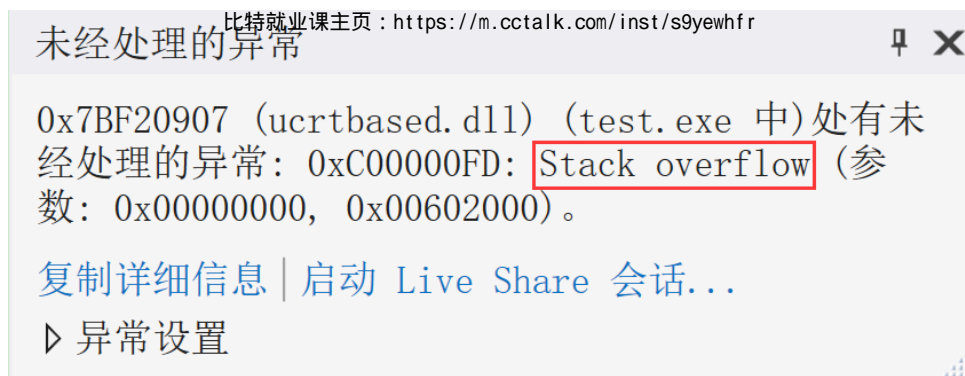 比特就业课主页：https://m.cctalk.com/inst/s9yewhfr
未经处理的异常
0x7BF20907 (ucrtbased.dll) (test.exe 中)处有未
经处理的异常: 0xC00000FD: Stack overflow (参
数: 0x00000000, 0x00602000)。
复制详细信息 | 启动 Live Share 会话...
异常设置